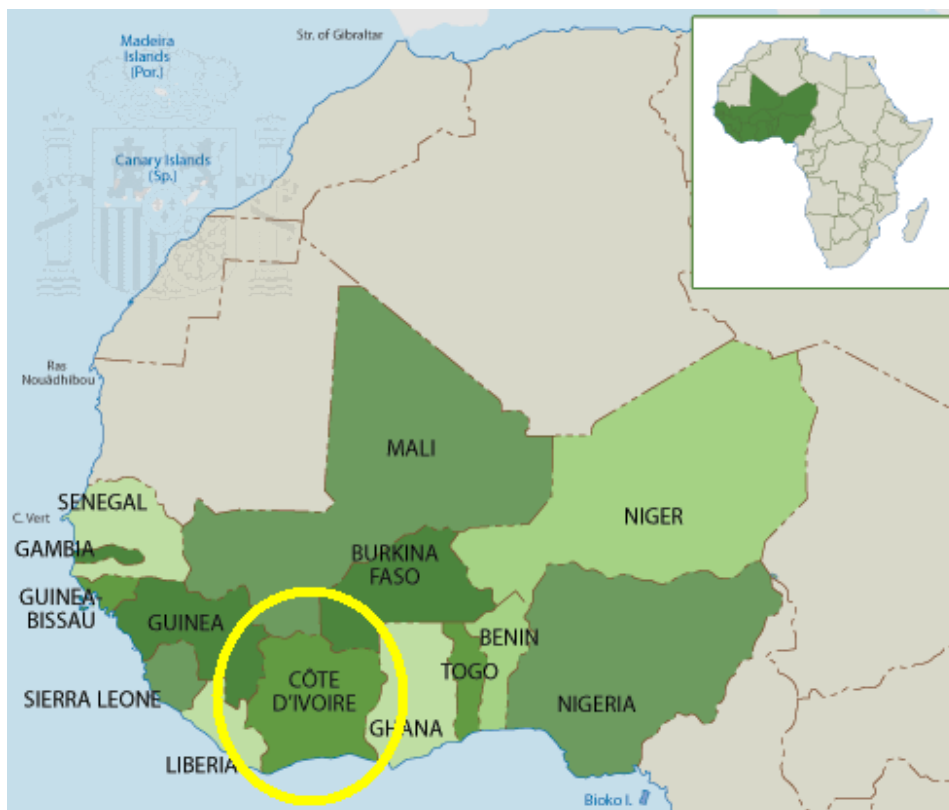 Madeira
Islands
(Por.)
Str. of Gibraltar
Canary Islands
(Sp.)
Ras
Nouâdhibou
MALI
SENEGAL
NIGER
C. Vert
GAMBIA
BURKINA
FASO
GUINEA-
BISSAU
GUINEA
BENIN
TOGO
CÔTE
D'IVOIRE
SIERRA LEONE
NIGERIA
GHANA
LIBERIA
Bioko I.